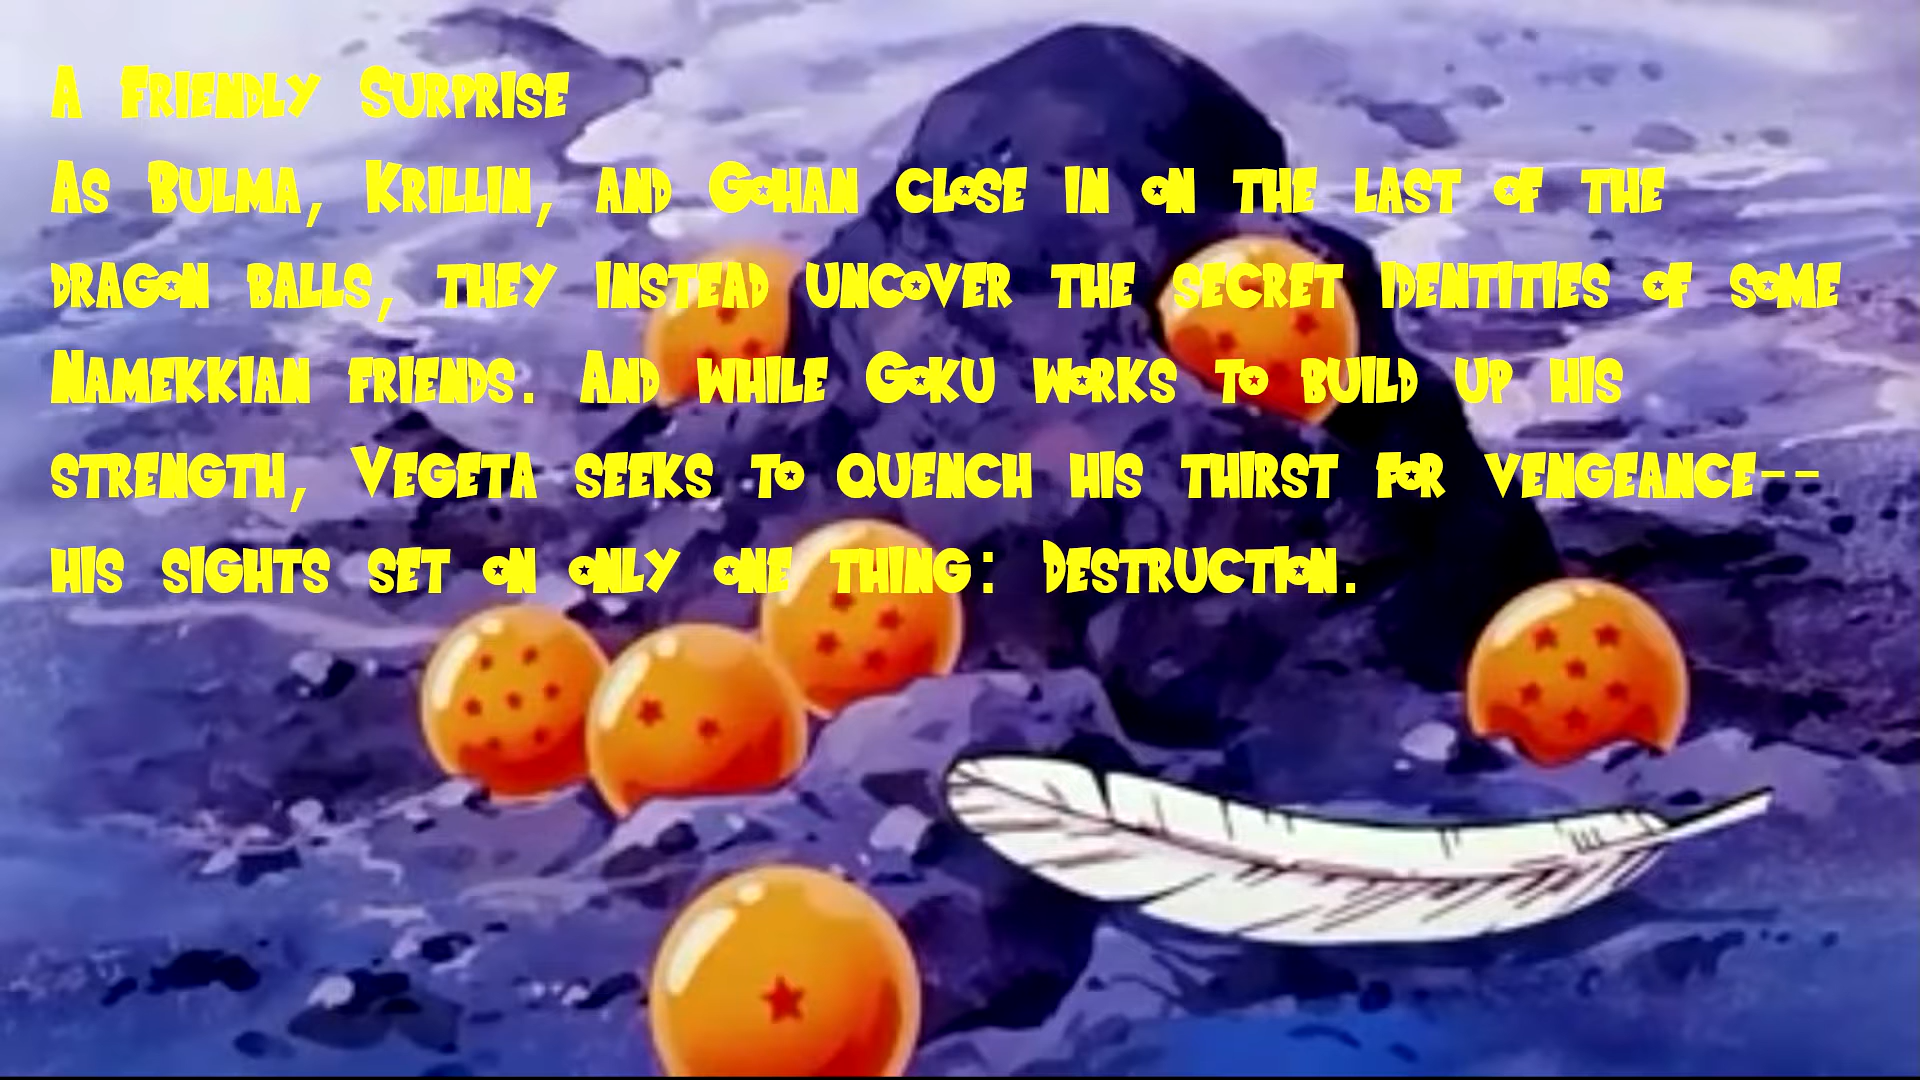 A Friendly Surprise
As Bulma, Krillin, and Gohan close in on the last of the
dragon balls, they instead uncover the secret identities of some
Namekkian friends. And while Goku works to build up his
strength, Vegeta seeks to quench his thirst for vengeance--
his sights set on only one thing: Destruction.